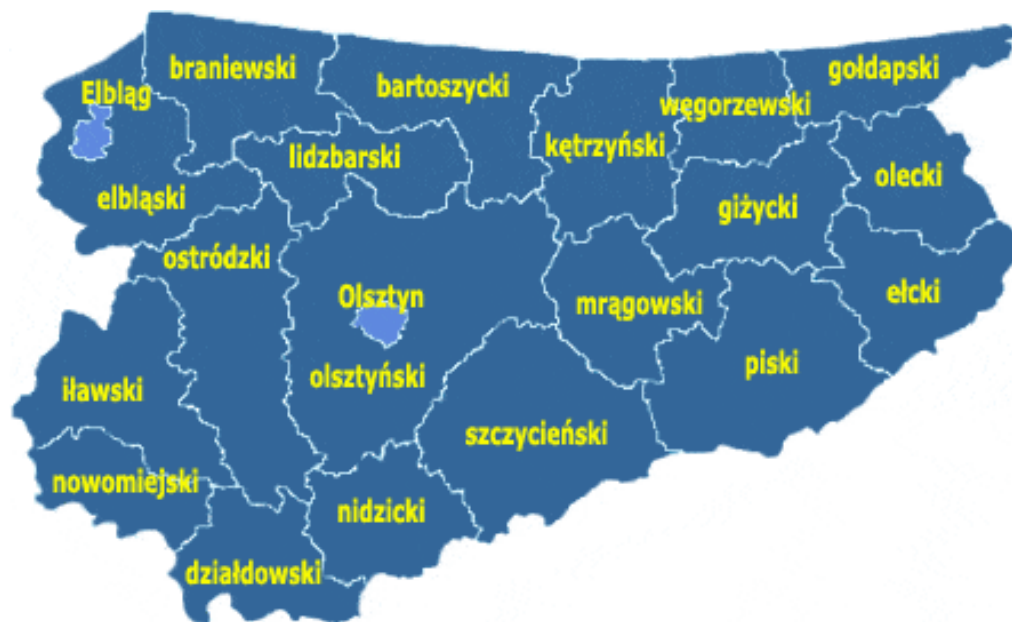 gołdapski
braniewski
bartoszycki
Elbląg
węgorzewski
kętrzyński
lidzbarski
olecki
elbląski
giżycki
ostródzki
Olsztyn
mrągowski
ełcki
piski
olsztyński
iławski
szczycieński
nowomiejski
nidzicki
działdowski